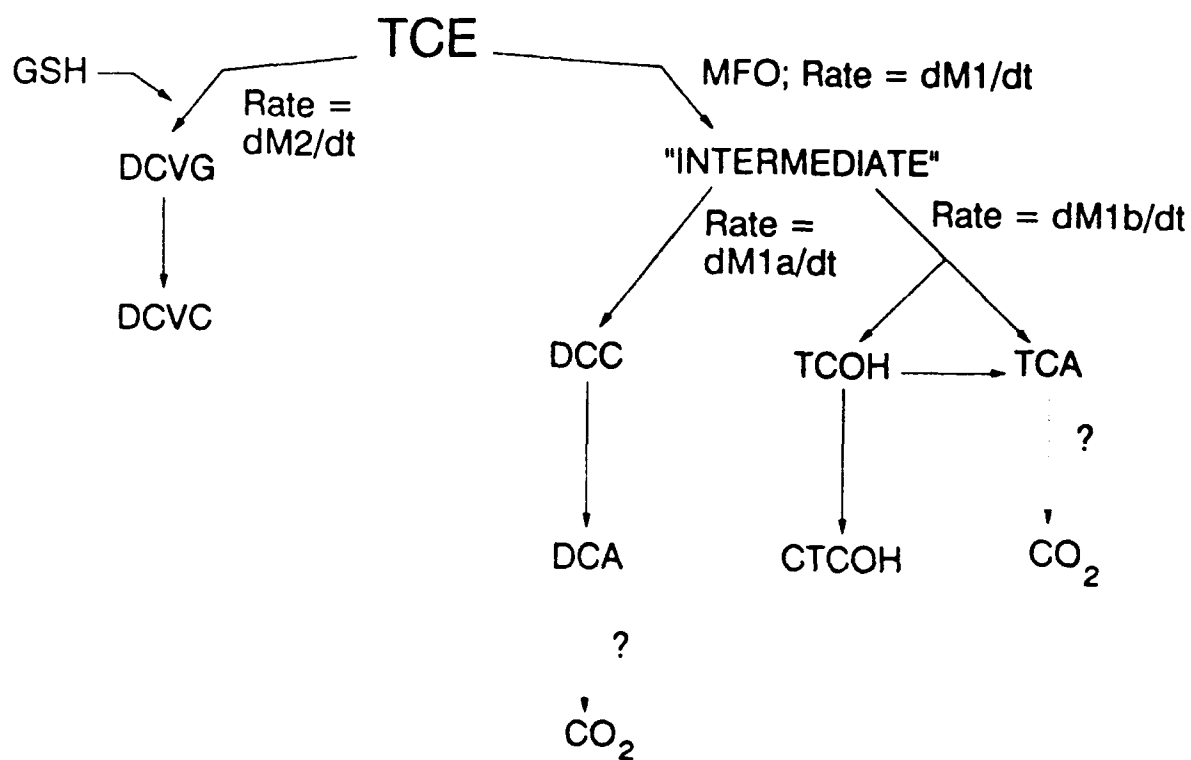 TCE
GSH
MFO; Rate = dM1/dt
Rate =
dM2/dt
DCVG
"INTERMEDIATE"
Rate =
dM1a/dt
Rate = dM1b/dt
DCVC
DCC
TCOH
TCA
?
DCA
CTCOH
CO2
?
CO2